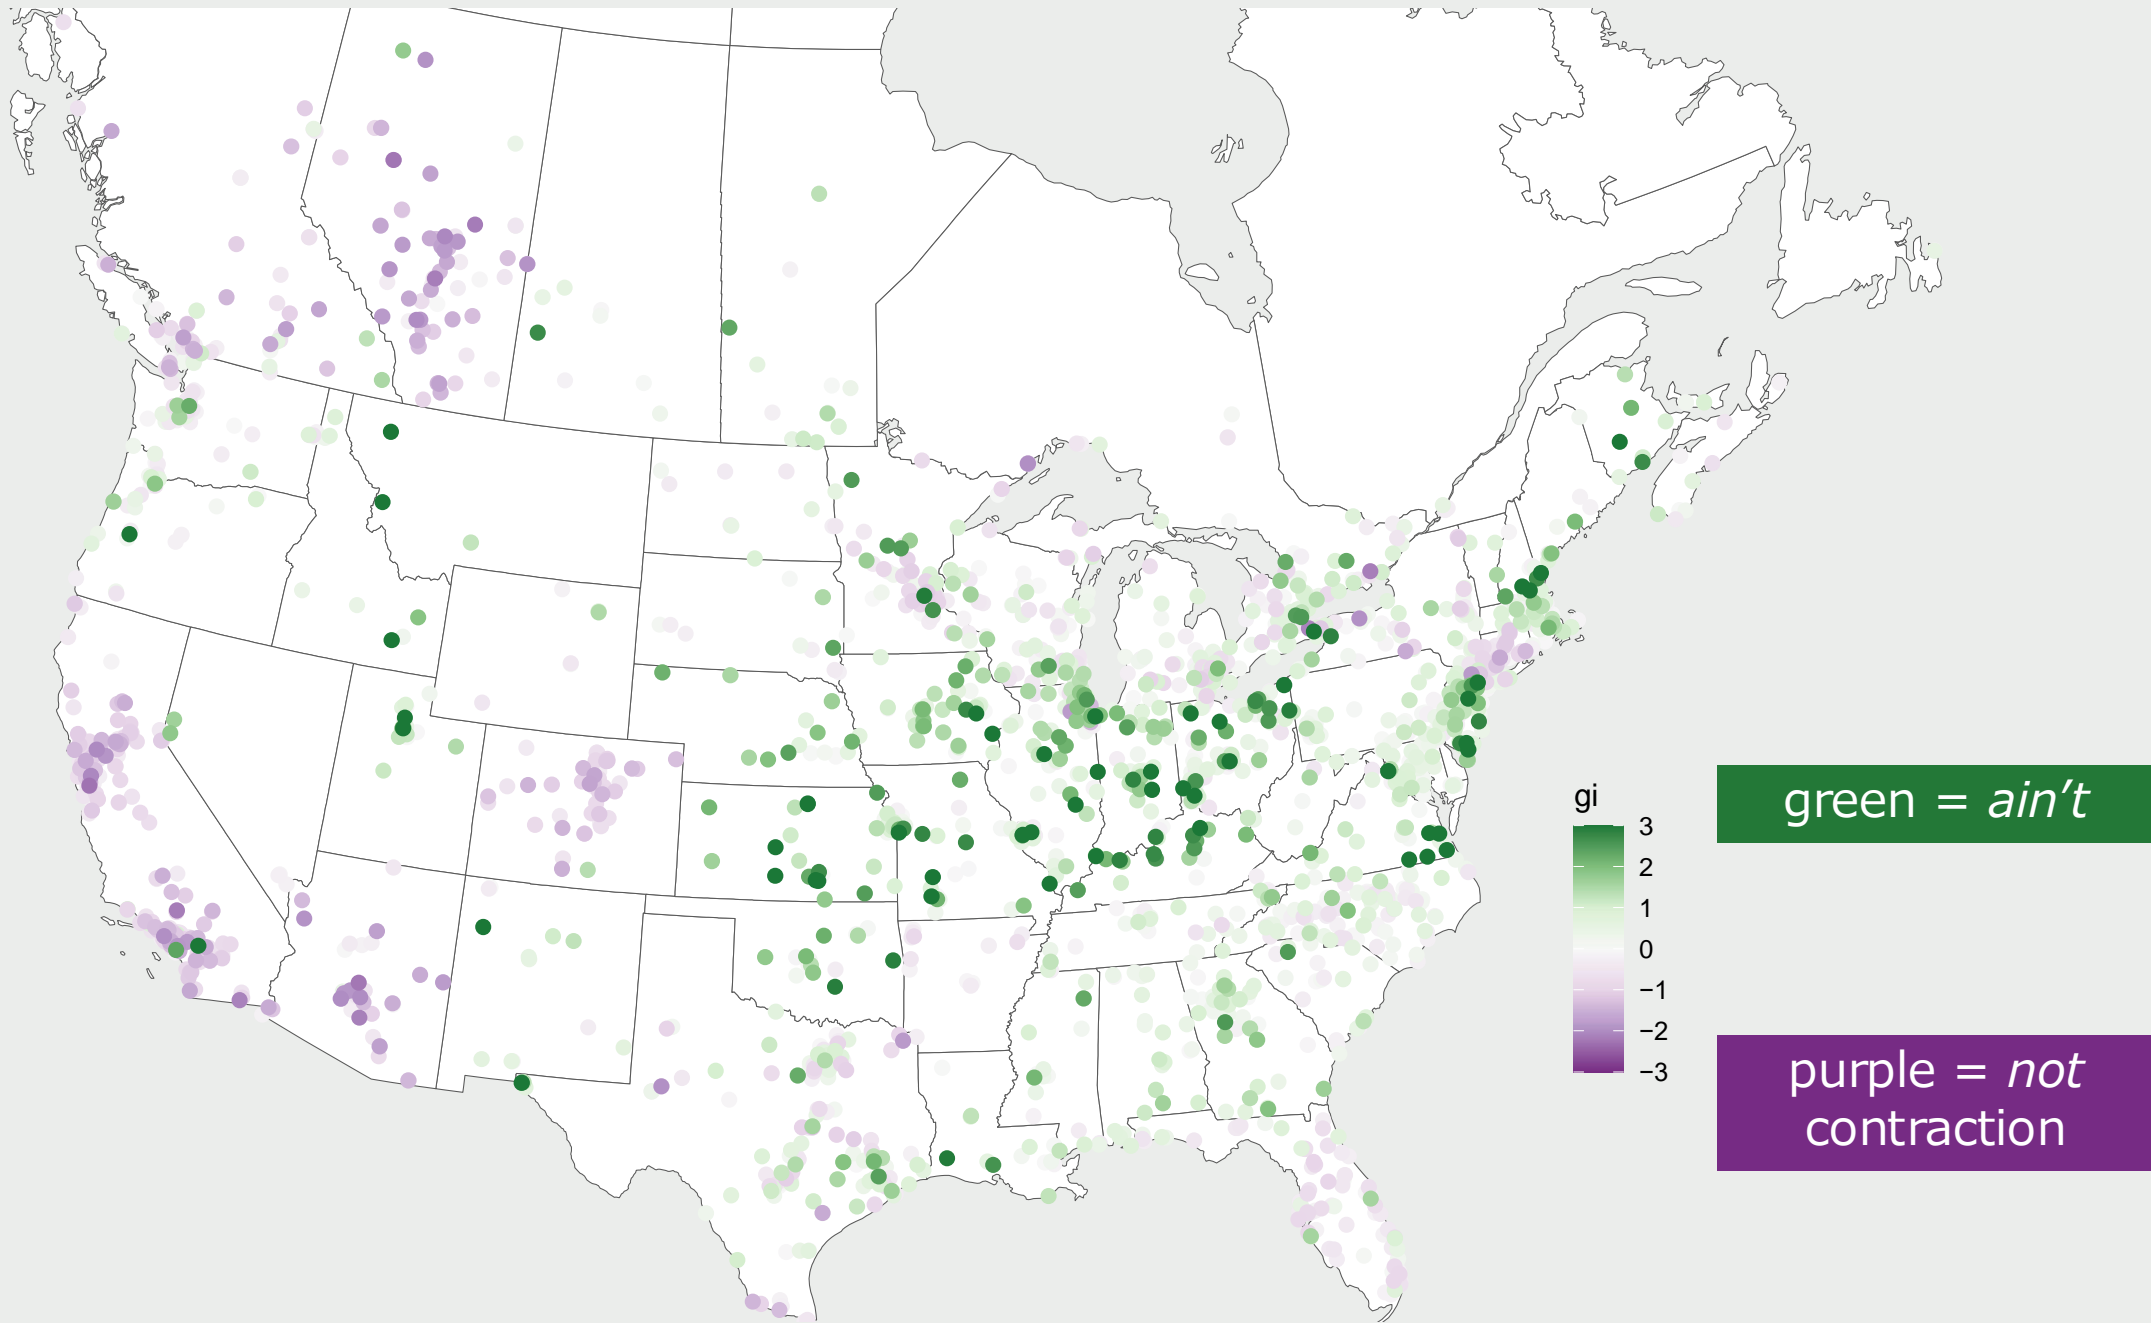 gi
3
2
1
0
−1
−2
−3
green = ain't
purple = not
contraction